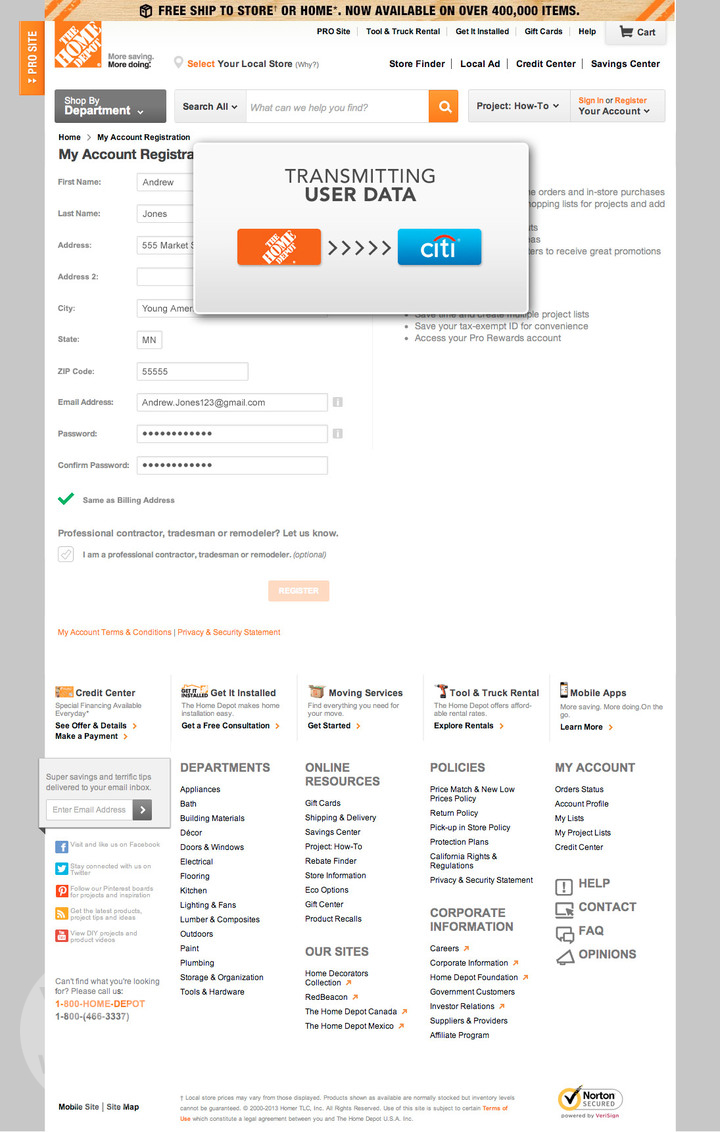 FREE SHIP TO STORE† OR HOME*. NOW AVAILABLE ON OVER 400,000 ITEMS.
PRO SITE
THE HOME DEPOT
More saving.
More doing.
PRO SITE
Tool & Truck Rental
Get It Installed
Gift Cards
Help
Cart
Select Your Local Store (Why?)
Store Finder
Local Ad
Credit Center
Savings Center
Shop By
Department
Search All
What can we help you find?
Project: How-To
Sign In or Register
Your Account
Home > My Account Registration
My Account Registra
TRANSMITTING
USER DATA
THE HOME DEPOT
citi
First Name:
Andrew
Last Name:
Jones
Address:
555 Market S
Address 2:
City:
Young Amer
State:
MN
ZIP Code:
55555
Email Address:
Andrew.Jones123@gmail.com
Password:
••••••••••••
Confirm Password:
••••••••••••
Same as Billing Address
Professional contractor, tradesman or remodeler? Let us know.
I am a professional contractor, tradesman or remodeler. (optional)
REGISTER
My Account Terms & Conditions | Privacy & Security Statement
orders and in-store purchases
opping lists for projects and add
ers to receive great promotions
• Save time and create multiple project lists
• Save your tax-exempt ID for convenience
• Access your Pro Rewards account
Credit Center
Special Financing Available
Everyday*
See Offer & Details >
Make a Payment >
GET IT INSTALLED
Get It Installed
The Home Depot makes home
installation easy.
Get a Free Consultation >
Moving Services
Find everything you need for
your move.
Get Started >
Tool & Truck Rental
The Home Depot offers afford-
able rental rates.
Explore Rentals >
Mobile Apps
More saving. More doing.On the
go.
Learn More >
Super savings and terrific tips
delivered to your email inbox.
Enter Email Address
Visit and like us on Facebook
Stay connected with us on
Twitter
Follow our Pinterest boards
for projects and inspiration
Get the latest products,
project tips and ideas
View DIY projects and
product videos
Can't find what you're looking
for? Please call us:
1-800-HOME-DEPOT
1-800-(466-3337)
DEPARTMENTS
Appliances
Bath
Building Materials
Décor
Doors & Windows
Electrical
Flooring
Kitchen
Lighting & Fans
Lumber & Composites
Outdoors
Paint
Plumbing
Storage & Organization
Tools & Hardware
ONLINE
RESOURCES
Gift Cards
Shipping & Delivery
Savings Center
Project: How-To
Rebate Finder
Store Information
Eco Options
Gift Center
Product Recalls
OUR SITES
Home Decorators
Collection
RedBeacon
The Home Depot Canada
The Home Depot Mexico
POLICIES
Price Match & New Low
Prices Policy
Return Policy
Pick-up in Store Policy
Protection Plans
California Rights &
Regulations
Privacy & Security Statement
CORPORATE
INFORMATION
Careers
Corporate Information
Home Depot Foundation
Government Customers
Investor Relations
Suppliers & Providers
Affiliate Program
MY ACCOUNT
Orders Status
Account Profile
My Lists
My Project Lists
Credit Center
HELP
CONTACT
FAQ
OPINIONS
Mobile Site | Site Map
† Local store prices may vary from those displayed. Products shown as available are normally stocked but inventory levels
cannot be guaranteed. © 2000-2013 Homer TLC, Inc. All Rights Reserved. Use of this site is subject to certain Terms of
Use which constitute a legal agreement between you and The Home Depot U.S.A. Inc.
Norton
SECURED
powered by VeriSign